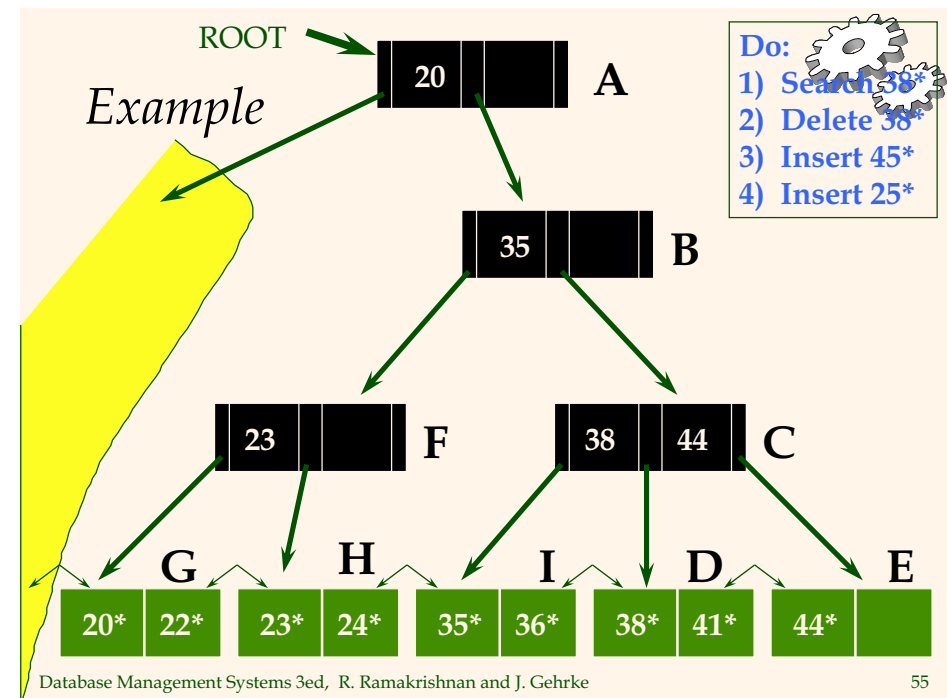 ROOT
20
A
Do:
1) Search 38*
2) Delete 38*
3) Insert 45*
4) Insert 25*
Example
35
B
23
F
38 44
C
G
H
I
D
E
20* 22* 23* 24* 35* 36* 38* 41* 44*
Database Management Systems 3ed, R. Ramakrishnan and J. Gehrke 55